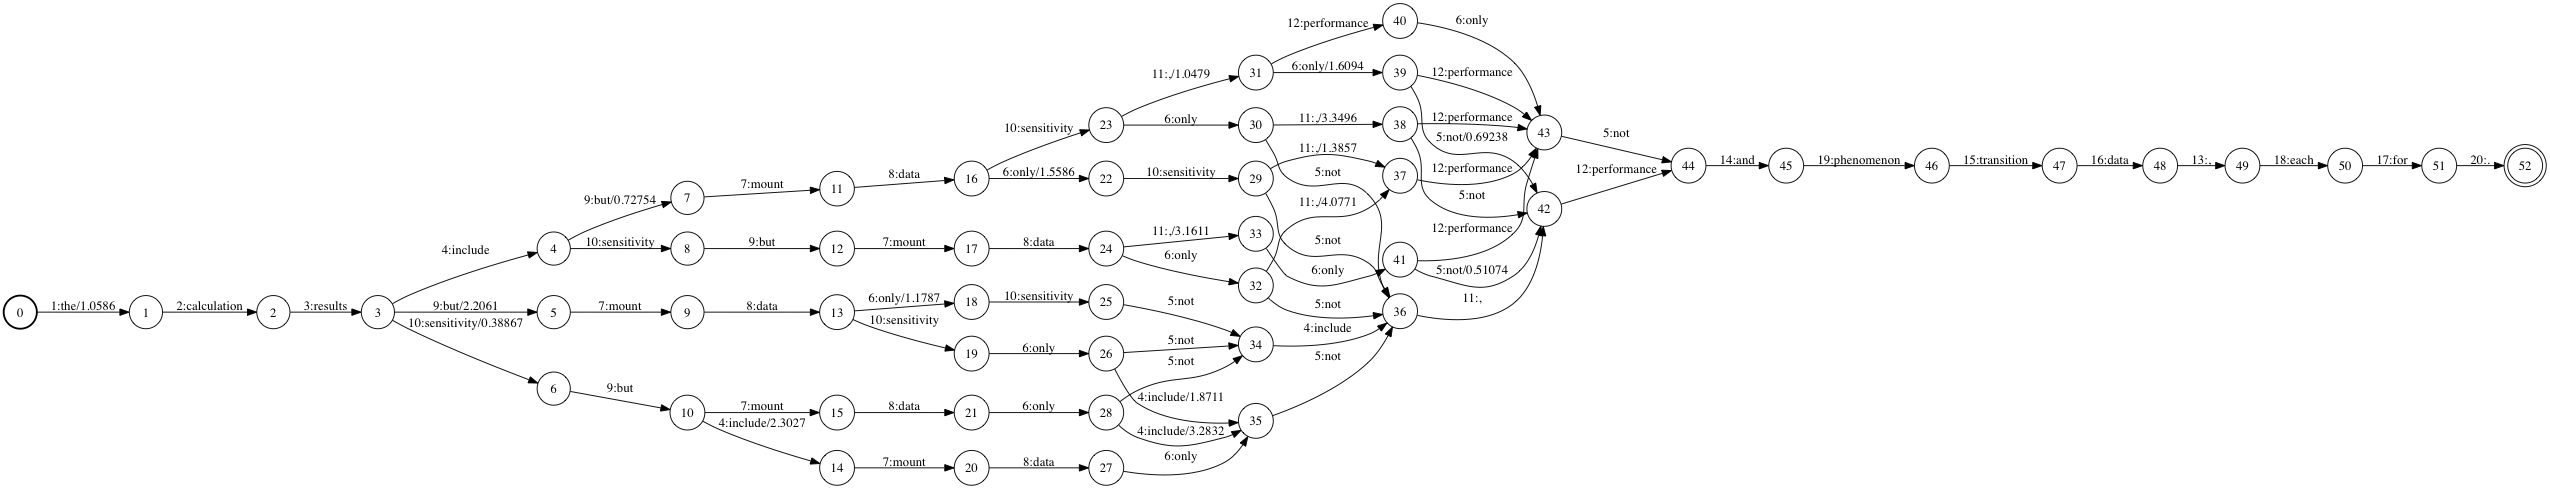 0 1:the/1.0586 1 2:calculation 2 3:results 3
4:include 4
9:but/2.2061 5
10:sensitivity/0.38867 6
9:but/0.72754 7
10:sensitivity 8
7:mount 9
9:but 10
7:mount 11
9:but 12
8:data 13
4:include/2.3027 14
7:mount 15
8:data 16
7:mount 17
6:only/1.1787 18
10:sensitivity 19
7:mount 20
8:data 21
6:only/1.5586 22
10:sensitivity 23
8:data 24
10:sensitivity 25
6:only 26
8:data 27
6:only 28
10:sensitivity 29
6:only 30
11:,/1.0479 31
6:only 32
11:,/3.1611 33
5:not
5:not
5:not 34
4:include/1.8711
4:include/3.2832
6:only 35
5:not
5:not
5:not
4:include
5:not 36
11:,/1.3857
11:,/4.0771 37
11:,/3.3496 38
6:only/1.6094 39
12:performance 40
6:only 41
5:not/0.69238
5:not
5:not/0.51074
11:, 42
6:only
12:performance
12:performance
12:performance
12:performance 43
5:not
12:performance 44
14:and 45 19:phenomenon 46 15:transition 47 16:data 48 13:, 49 18:each 50 17:for 51 20:. 52